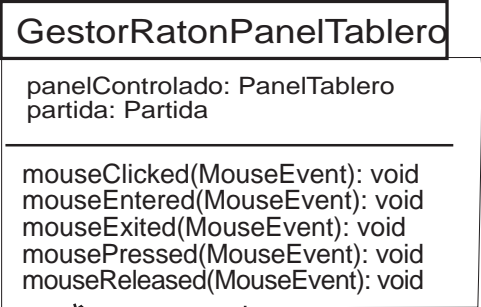 GestorRatonPanelTablero
panelControlado: PanelTablero
partida: Partida
mouseClicked(MouseEvent): void
mouseEntered(MouseEvent): void
mouseExited(MouseEvent): void
mousePressed(MouseEvent): void
mouseReleased(MouseEvent): void